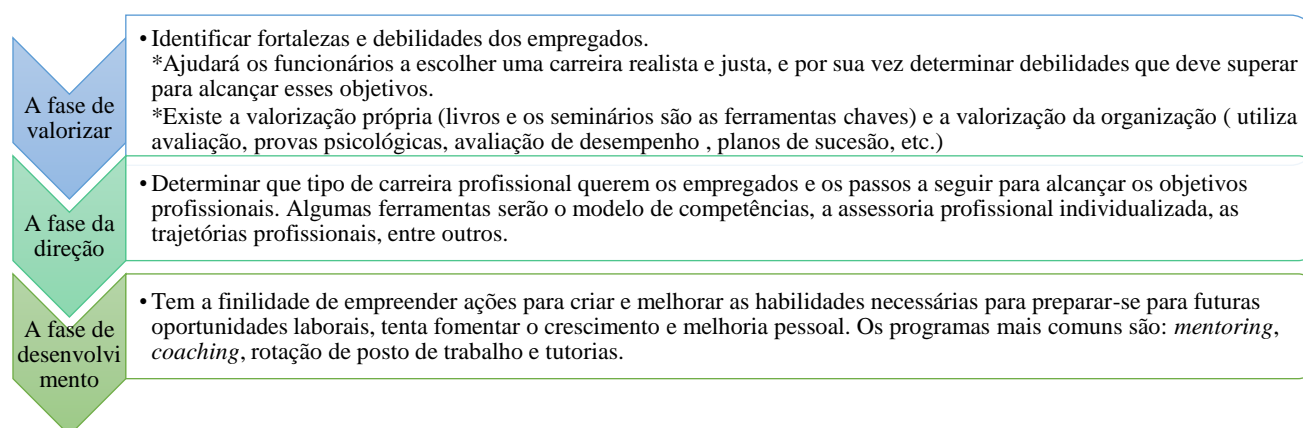 A fase de
valorizar
• Identificar fortalezas e debilidades dos empregados.
*Ajudará os funcionários a escolher uma carreira realista e justa, e por sua vez determinar debilidades que deve superar
para alcançar esses objetivos.
*Existe a valorização própria (livros e os seminários são as ferramentas chaves) e a valorização da organização ( utiliza
avaliação, provas psicológicas, avaliação de desempenho , planos de sucesão, etc.)
A fase da
direção
• Determinar que tipo de carreira profissional querem os empregados e os passos a seguir para alcançar os objetivos
profissionais. Algumas ferramentas serão o modelo de competências, a assessoria profissional individualizada, as
trajetórias profissionais, entre outros.
A fase de
desenvolvi
mento
• Tem a finilidade de empreender ações para criar e melhorar as habilidades necessárias para preparar-se para futuras
oportunidades laborais, tenta fomentar o crescimento e melhoria pessoal. Os programas mais comuns são: mentoring,
coaching, rotação de posto de trabalho e tutorias.